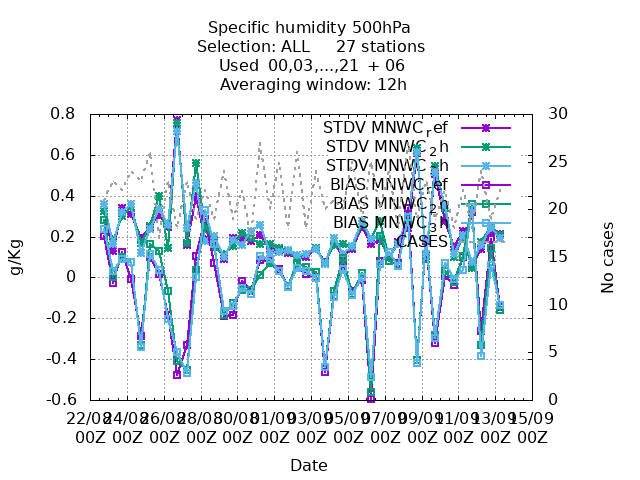 Specific humidity 500hPa
Selection: ALL 27 stations
Used 00,03,...,21 + 06
Averaging window: 12h
STDV MNWC_ref
STDV MNWC_2h
STDV MNWC_3h
BIAS MNWC_ref
BIAS MNWC_2h
BIAS MNWC_3h
CASES
0.8
0.6
0.4
0.2
0
-0.2
-0.4
-0.6
g/Kg
30
25
20
15
10
5
0
No cases
22/08 24/08 26/08 28/08 30/08 01/09 03/09 05/09 07/09 09/09 11/09 13/09 15/09
00Z 00Z 00Z 00Z 00Z 00Z 00Z 00Z 00Z 00Z 00Z 00Z 00Z
Date